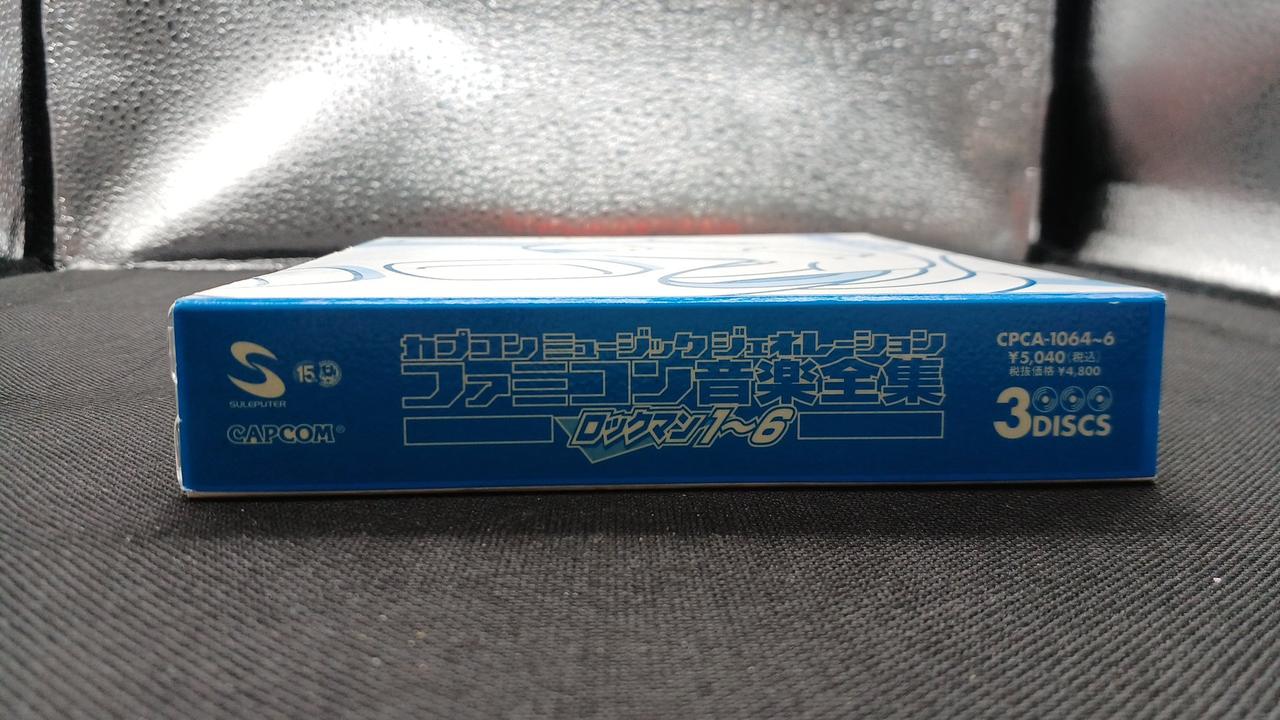 SULEPUTER
15
CAPCOM®
カプコン ミュージック ジェネレーション
ファミコン音楽全集
ロックマン1～6
CPCA-1064~6
¥5,040(税込)
税抜価格 ¥4,800
3DISCS